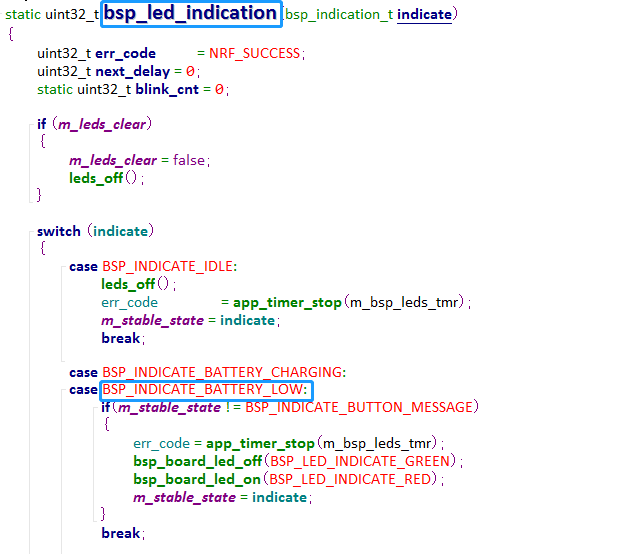 static uint32_t bsp_led_indication(bsp_indication_t indicate)
{
    uint32_t err_code       = NRF_SUCCESS;
    uint32_t next_delay = 0;
    static uint32_t blink_cnt = 0;

    if (m_leds_clear)
    {
        m_leds_clear = false;
        leds_off();
    }

    switch (indicate)
    {
        case BSP_INDICATE_IDLE:
            leds_off();
            err_code          = app_timer_stop(m_bsp_leds_tmr);
            m_stable_state = indicate;
            break;

        case BSP_INDICATE_BATTERY_CHARGING:
        case BSP_INDICATE_BATTERY_LOW:
            if(m_stable_state != BSP_INDICATE_BUTTON_MESSAGE)
            {
                err_code = app_timer_stop(m_bsp_leds_tmr);
                bsp_board_led_off(BSP_LED_INDICATE_GREEN);
                bsp_board_led_on(BSP_LED_INDICATE_RED);
                m_stable_state = indicate;
            }
            break;